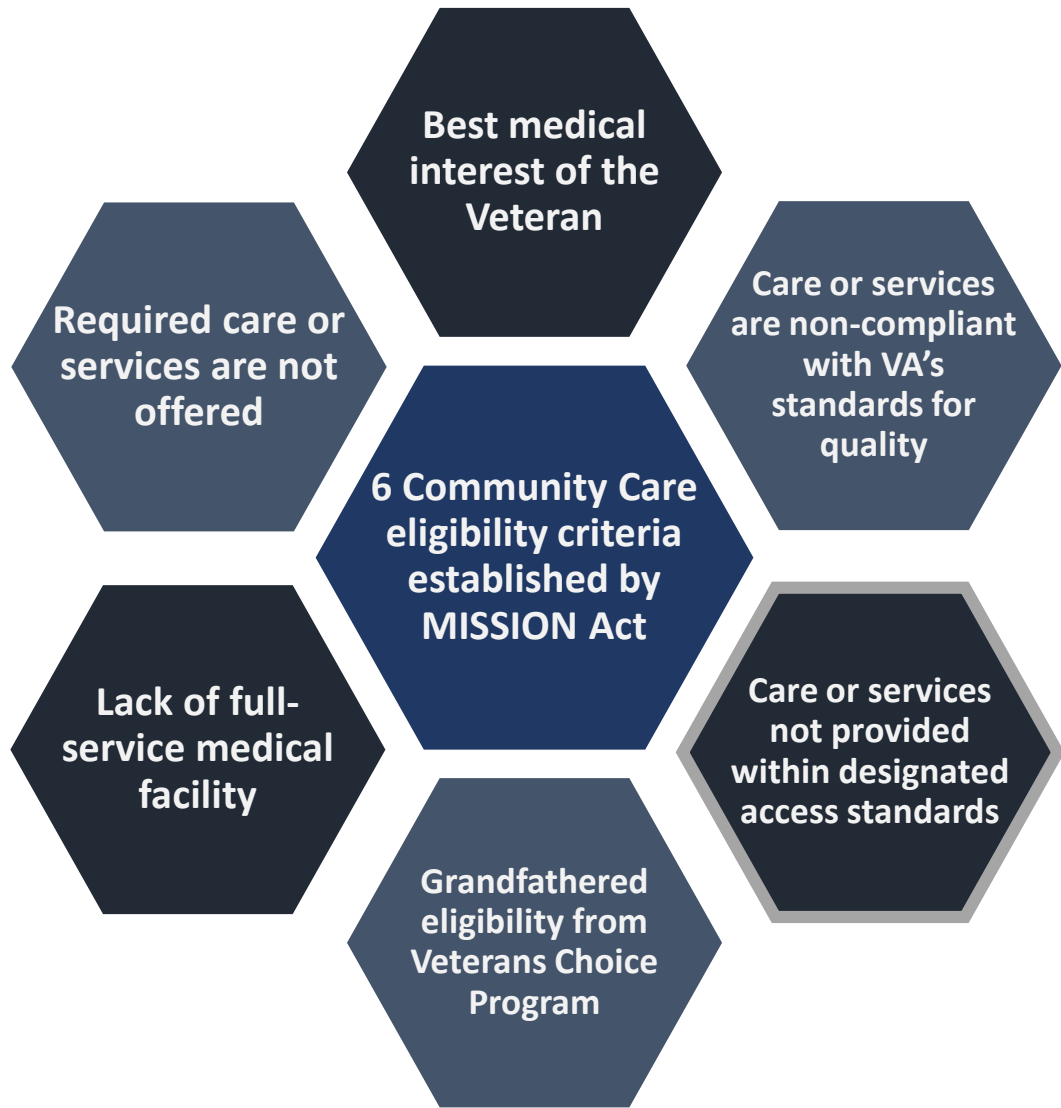 Best medical
interest of the
Veteran
Required care or
services are not
offered
Care or services
are non-compliant
with VA's
standards for
quality
6 Community Care
eligibility criteria
established by
MISSION Act
Lack of full-
service medical
facility
Care or services
not provided
within designated
access standards
Grandfathered
eligibility from
Veterans Choice
Program